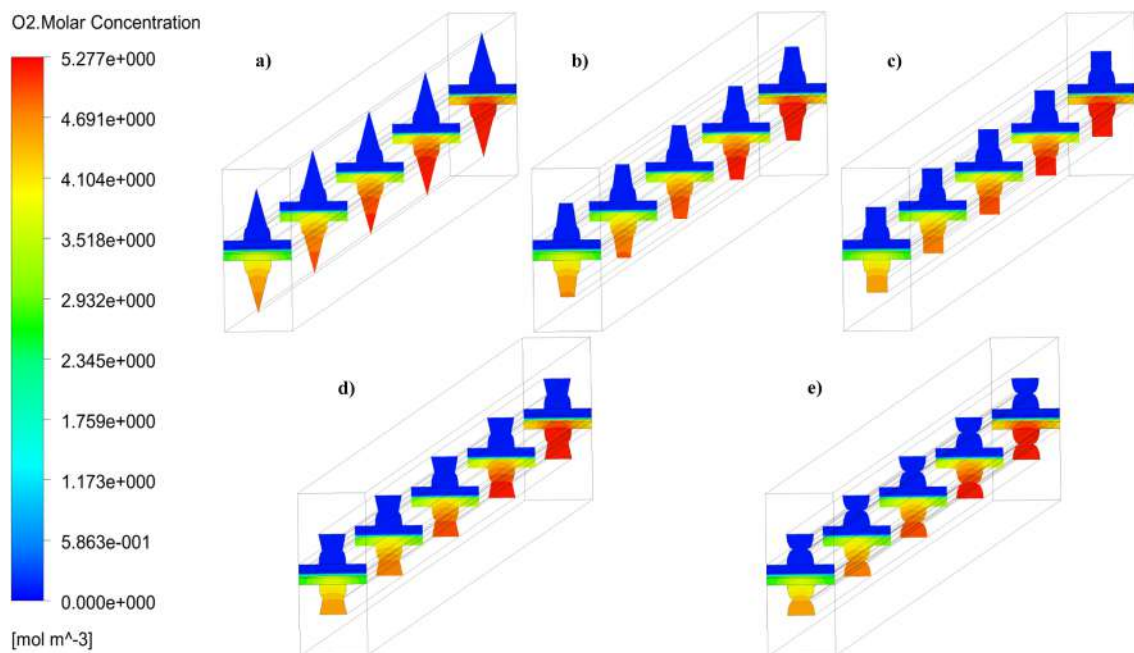 O2.Molar Concentration
5.277e+000
4.691e+000
4.104e+000
3.518e+000
2.932e+000
2.345e+000
1.759e+000
1.173e+000
5.863e-001
0.000e+000
[mol m^-3]
a)
b)
c)
d)
e)